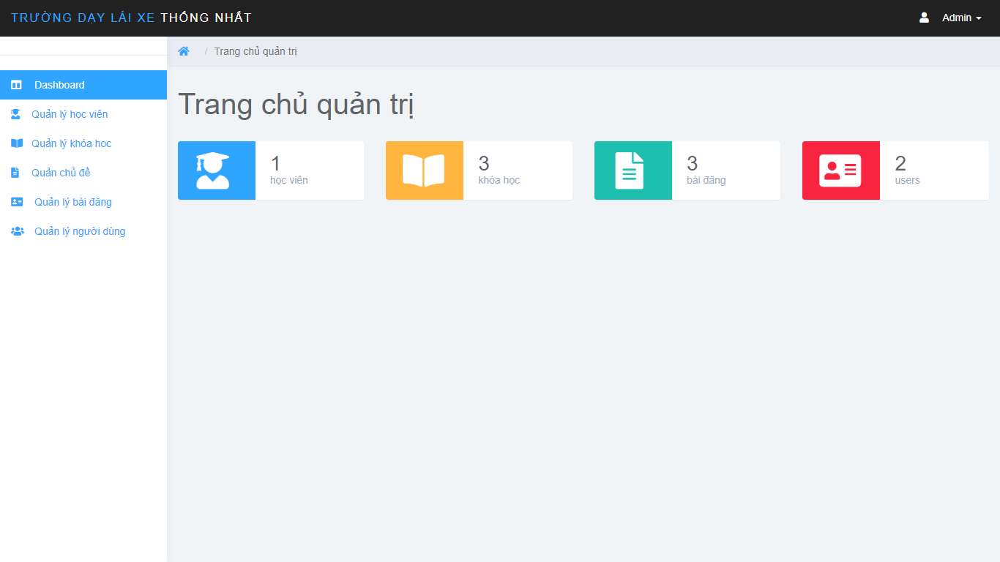 TRƯỜNG DẠY LÁI XE THỐNG NHẤT
Admin
/ Trang chủ quản trị
Dashboard
Quản lý học viên
Quản lý khóa học
Quản chủ đề
Quản lý bài đăng
Quản lý người dùng
Trang chủ quản trị
1
học viên
3
khóa học
3
bài đăng
2
users